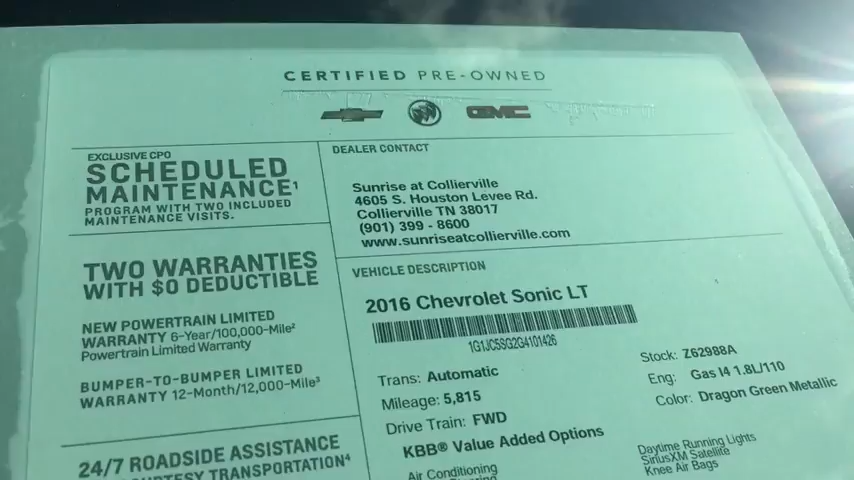 CERTIFIED PRE-OWNED
GMC
EXCLUSIVE CPO
SCHEDULED
MAINTENANCE¹
PROGRAM WITH TWO INCLUDED
MAINTENANCE VISITS.
DEALER CONTACT
Sunrise at Collierville
4605 S. Houston Levee Rd.
Collierville TN 38017
(901) 399 - 8600
www.sunriseatcollierville.com
TWO WARRANTIES
WITH $0 DEDUCTIBLE
NEW POWERTRAIN LIMITED
WARRANTY 6-Year/100,000-Mile²
Powertrain Limited Warranty
BUMPER-TO-BUMPER LIMITED
WARRANTY 12-Month/12,000-Mile³
24/7 ROADSIDE ASSISTANCE
COURTESY TRANSPORTATION⁴
VEHICLE DESCRIPTION
2016 Chevrolet Sonic LT
1G1JC5SG2G4101426
Trans: Automatic
Mileage: 5,815
Drive Train: FWD
Stock: Z62988A
Eng: Gas I4 1.8L/110
Color: Dragon Green Metallic
KBB® Value Added Options
Air Conditioning
Daytime Running Lights
SiriusXM Satellite
Knee Air Bags